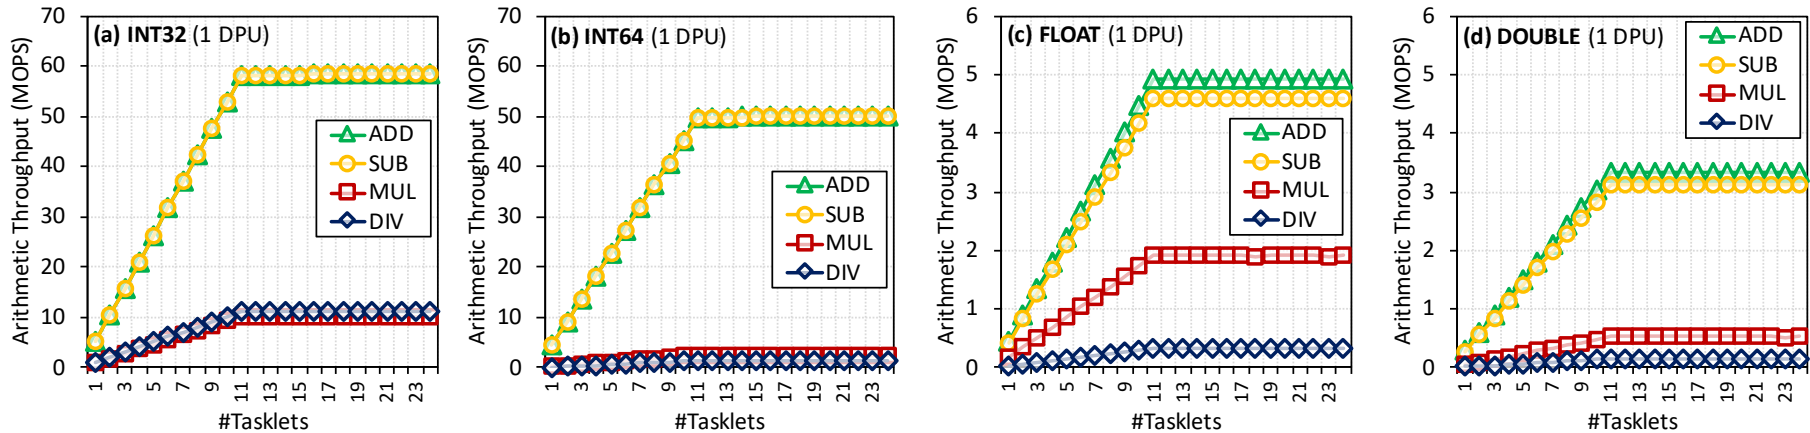 (a) INT32 (1 DPU)
Arithmetic Throughput (MOPS)
70
60
50
40
30
20
10
0
ADD
SUB
MUL
DIV
1 3 5 7 9 11 13 15 17 19 21 23
#Tasklets
(b) INT64 (1 DPU)
Arithmetic Throughput (MOPS)
70
60
50
40
30
20
10
0
ADD
SUB
MUL
DIV
1 3 5 7 9 11 13 15 17 19 21 23
#Tasklets
(c) FLOAT (1 DPU)
Arithmetic Throughput (MOPS)
6
5
4
3
2
1
0
ADD
SUB
MUL
DIV
1 3 5 7 9 11 13 15 17 19 21 23
#Tasklets
(d) DOUBLE (1 DPU)
Arithmetic Throughput (MOPS)
6
5
4
3
2
1
0
ADD
SUB
MUL
DIV
1 3 5 7 9 11 13 15 17 19 21 23
#Tasklets